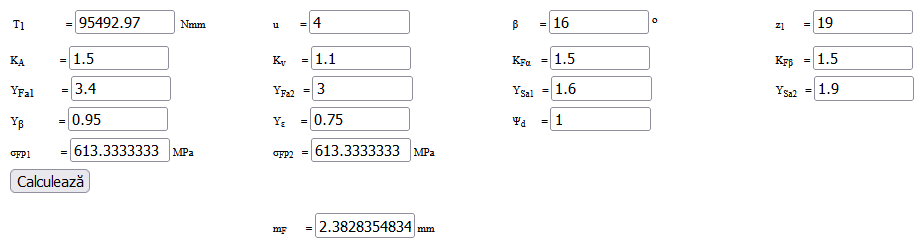 T1 = 95492.97 Nmm u = 4 β = 16 ° z1 = 19
KA = 1.5 Kv = 1.1 KFα = 1.5 KFβ = 1.5
YFa1 = 3.4 YFa2 = 3 YSa1 = 1.6 YSa2 = 1.9
Yβ = 0.95 Yε = 0.75 Ψd = 1
σFP1 = 613.3333333 MPa σFP2 = 613.3333333 MPa
Calculează
mF = 2.3828354834 mm